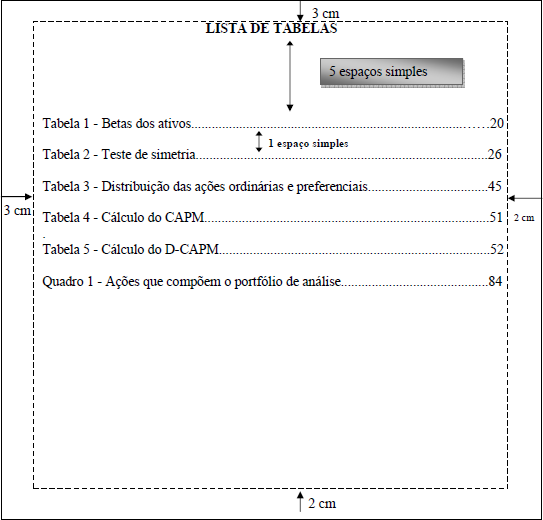 3 cm
LISTA DE TABELAS
5 espaços simples
Tabela 1 - Betas dos ativos.......................................................................................20
1 espaço simples
Tabela 2 - Teste de simetria......................................................................................26
Tabela 3 - Distribuição das ações ordinárias e preferenciais...................................45
3 cm
2 cm
Tabela 4 - Cálculo do CAPM...................................................................................51
.
Tabela 5 - Cálculo do D-CAPM...............................................................................52
Quadro 1 - Ações que compõem o portfólio de análise...........................................84
2 cm